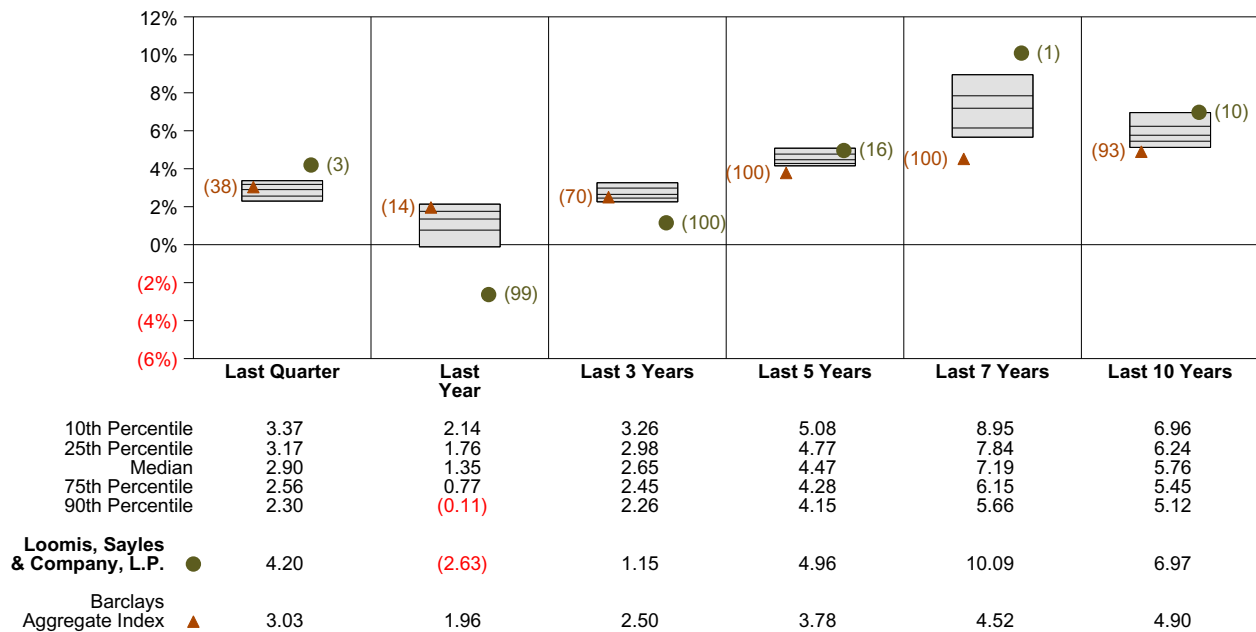 12%
10%
8%
6%
4%
2%
0%
(2%)
(4%)
(6%)
(38) (3)
(14) (99)
(70) (100)
(100) (16)
(100) (1)
(93) (10)
Last Quarter Last Last 3 Years Last 5 Years Last 7 Years Last 10 Years
Year
10th Percentile 3.37 2.14 3.26 5.08 8.95 6.96
25th Percentile 3.17 1.76 2.98 4.77 7.84 6.24
Median 2.90 1.35 2.65 4.47 7.19 5.76
75th Percentile 2.56 0.77 2.45 4.28 6.15 5.45
90th Percentile 2.30 (0.11) 2.26 4.15 5.66 5.12
Loomis, Sayles
& Company, L.P. 4.20 (2.63) 1.15 4.96 10.09 6.97
Barclays
Aggregate Index 3.03 1.96 2.50 3.78 4.52 4.90